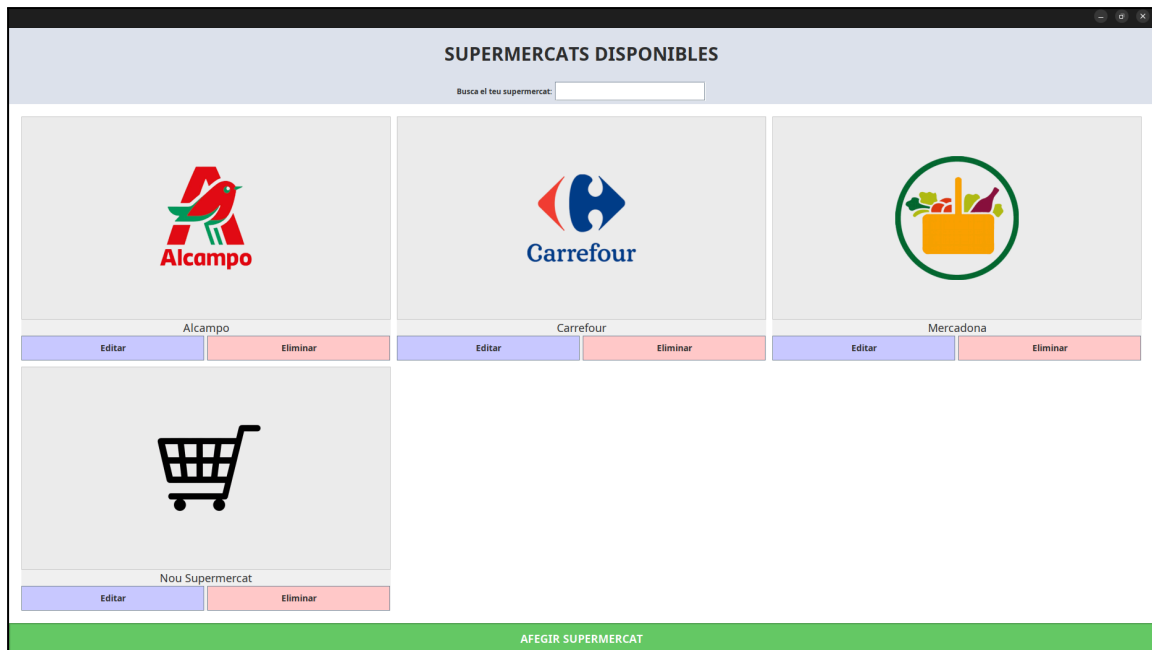 SUPERMERCATS DISPONIBLES
Busca el teu supermercat:
Alcampo
Carrefour
Alcampo
Carrefour
Mercadona
Editar Eliminar Editar Eliminar Editar Eliminar
Nou Supermercat
Editar Eliminar
AFEGIR SUPERMERCAT